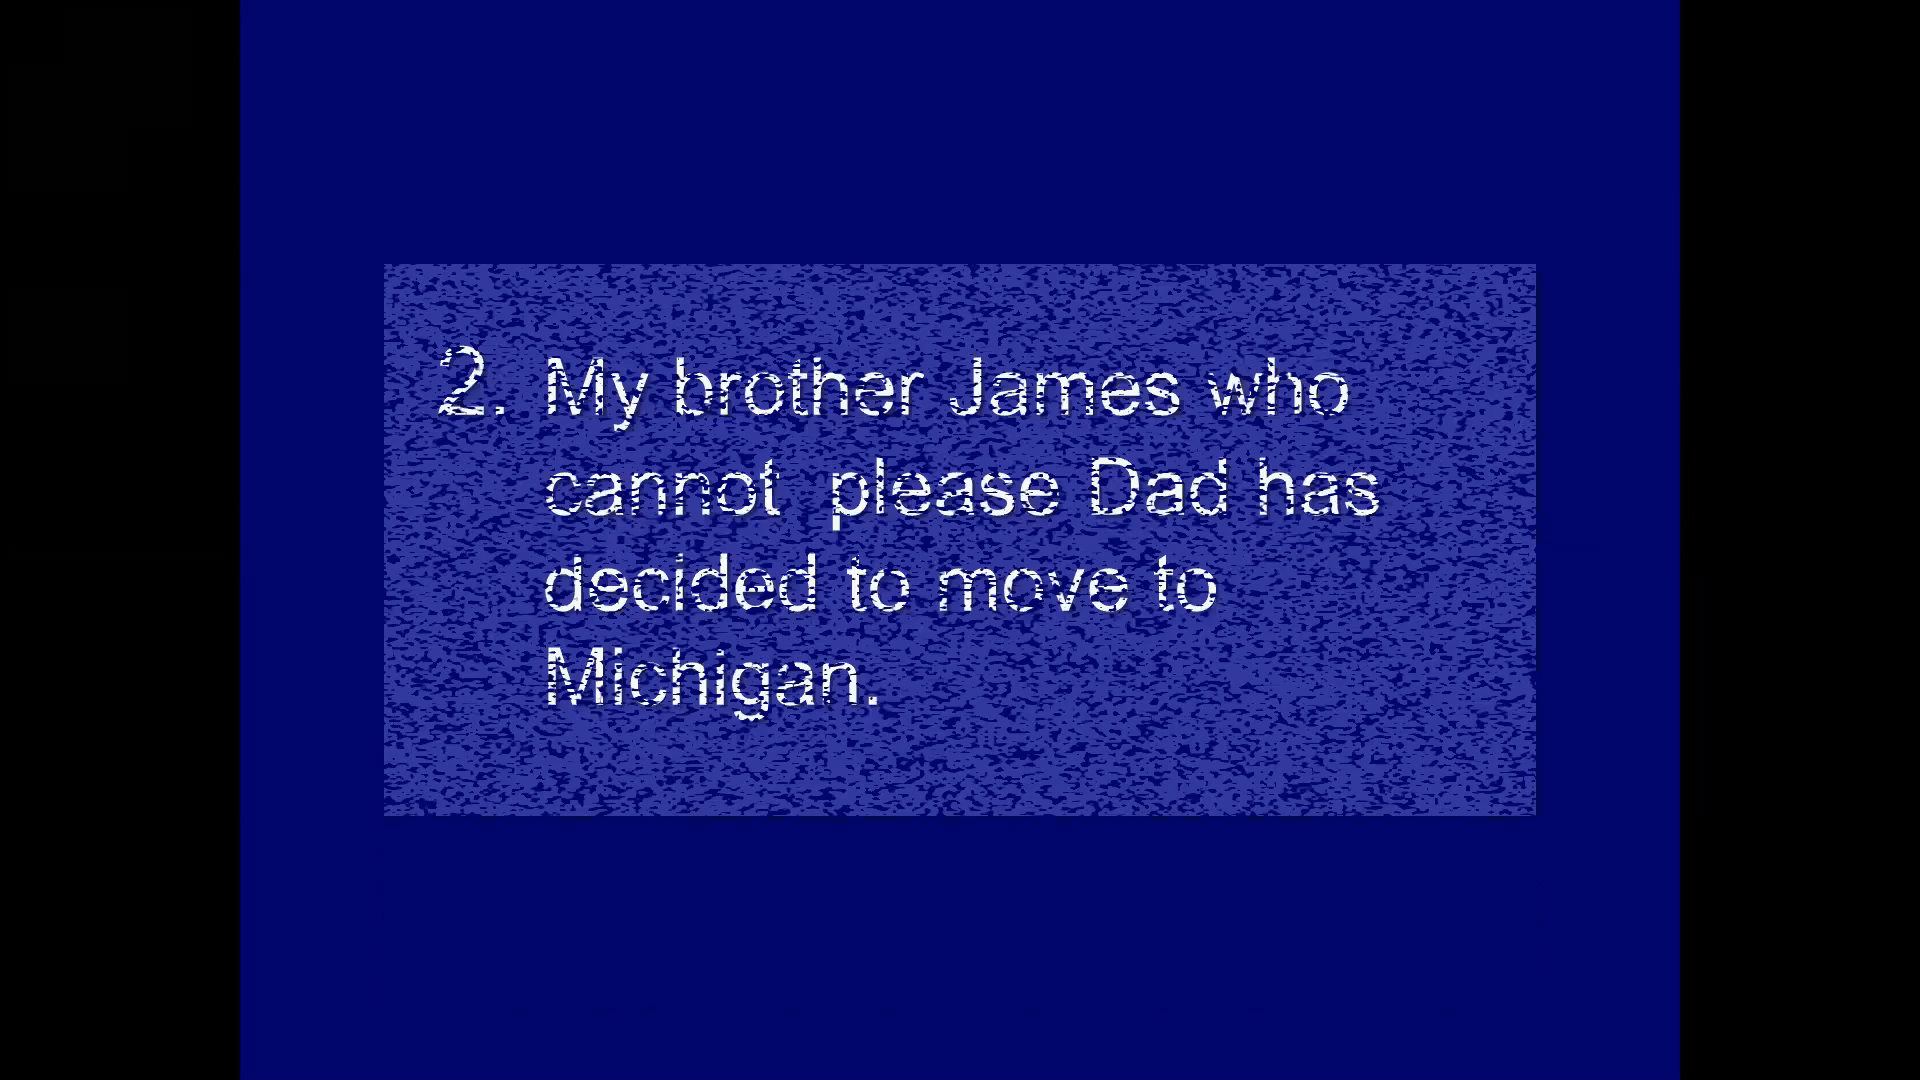 2. My brother James who
cannot  please Dad has
decided to move to
Michigan.